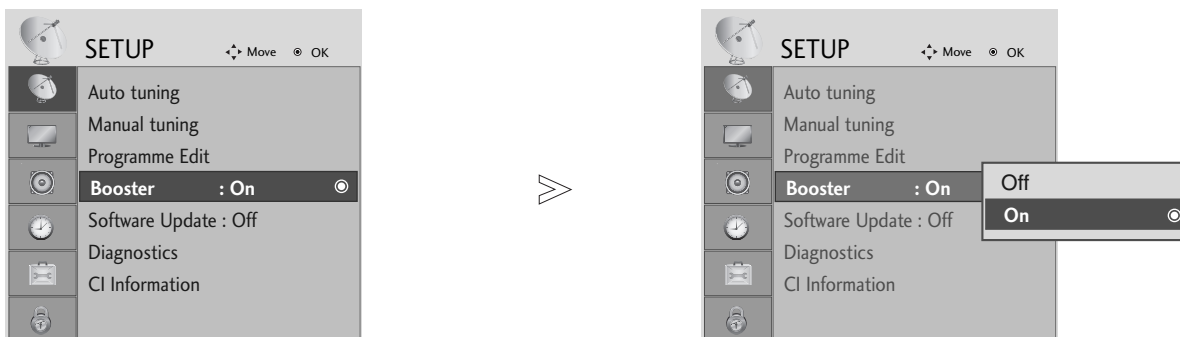 SETUP Move OK
Auto tuning
Manual tuning
Programme Edit
Booster : On
Software Update : Off
Diagnostics
CI Information
SETUP Move OK
Auto tuning
Manual tuning
Programme Edit
Booster : On
Software Update : Off
Diagnostics
CI Information
Off
On